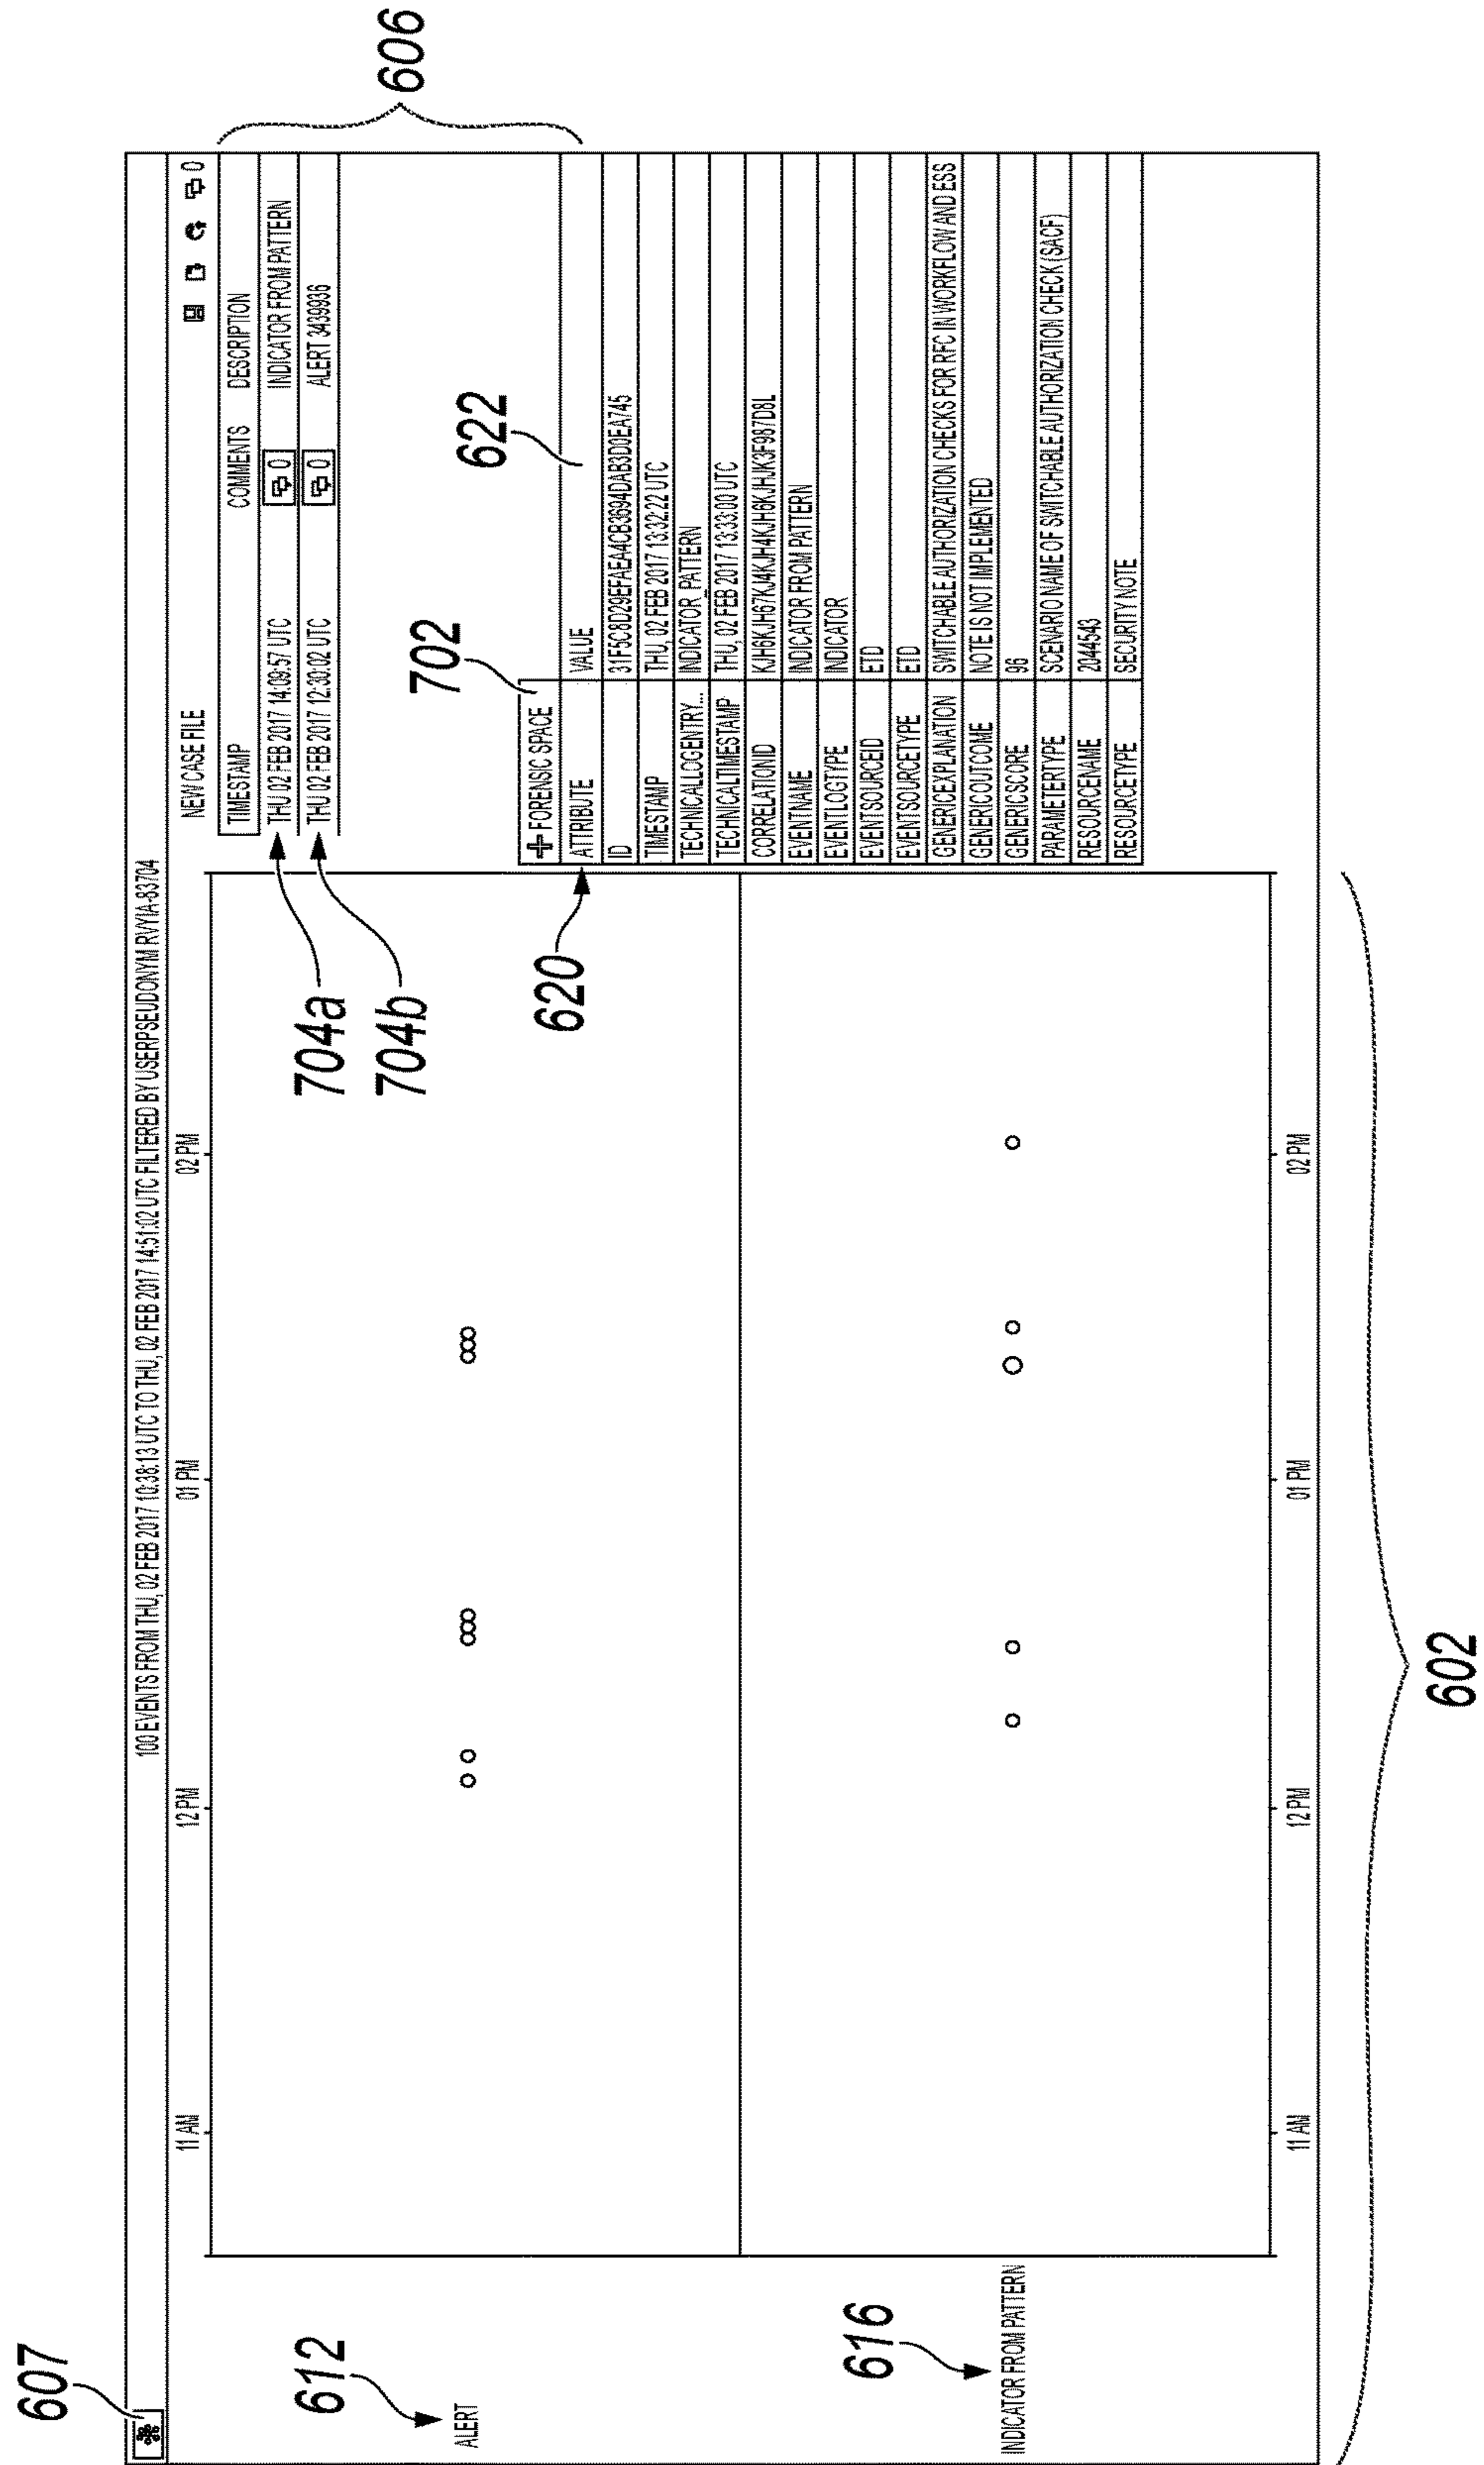 607
100 EVENTS FROM THU, 02 FEB 2017 10:38:13 UTC TO THU, 02 FEB 2017 14:51:02 UTC FILTERED BY USERPSEUDONYM RVYIA-83704
11 AM 12 PM 01 PM 02 PM
NEW CASE FILE 0
TIMESTAMP COMMENTS DESCRIPTION
THU 02 FEB 2017 14:09:57 UTC 0 INDICATOR FROM PATTERN
THU 02 FEB 2017 12:30:02 UTC 0 ALERT 3439936
606
612
704a
704b
ALERT
702
622
620
FORENSIC SPACE
ATTRIBUTE VALUE
ID 31F5C8D29EFAEA4CB3694DAB3D0EA745
TIMESTAMP THU, 02 FEB 2017 13:32:22 UTC
TECHNICALLOGENTRY... INDICATOR_PATTERN
TECHNICALTIMESTAMP THU, 02 FEB 2017 13:33:00 UTC
CORRELATIONID
EVENTNAME INDICATOR FROM PATTERN
EVENTLOGTYPE INDICATOR
EVENTSOURCEID ETD
EVENTSOURCETYPE ETD
GENERICEXPLANATION SWITCHABLE AUTHORIZATION CHECKS FOR RFC IN WORKFLOW AND ESS
GENERICOUTCOME NOTE IS NOT IMPLEMENTED
GENERICSCORE 96
PARAMETERTYPE SCENARIO NAME OF SWITCHABLE AUTHORIZATION CHECK (SACF)
RESOURCENAME 2044543
RESOURCETYPE SECURITY NOTE
616
INDICATOR FROM PATTERN
11 AM 12 PM 01 PM 02 PM
602